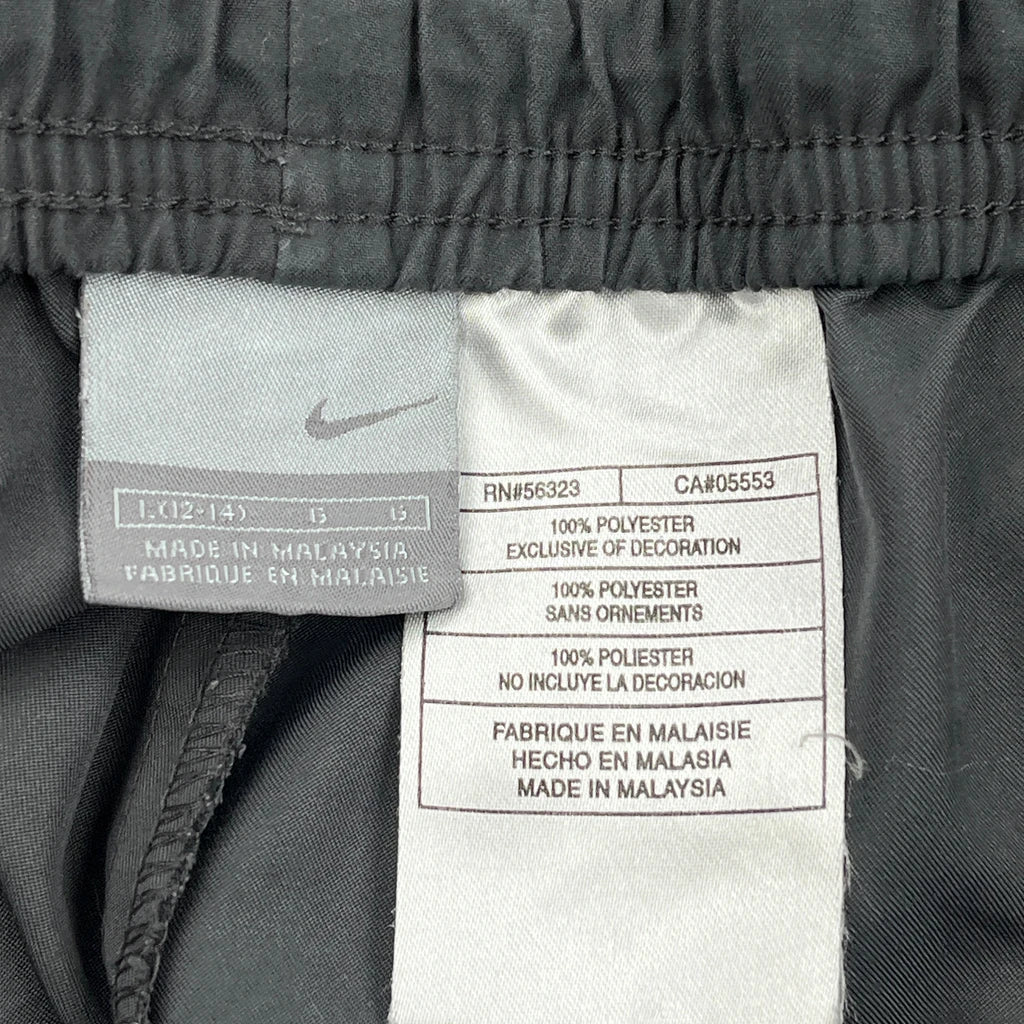 L(12-14) G G
MADE IN MALAYSIA
FABRIQUE EN MALAISIE
RN#56323 CA#05553
100% POLYESTER
EXCLUSIVE OF DECORATION
100% POLYESTER
SANS ORNEMENTS
100% POLIESTER
NO INCLUYE LA DECORACION
FABRIQUE EN MALAISIE
HECHO EN MALASIA
MADE IN MALAYSIA